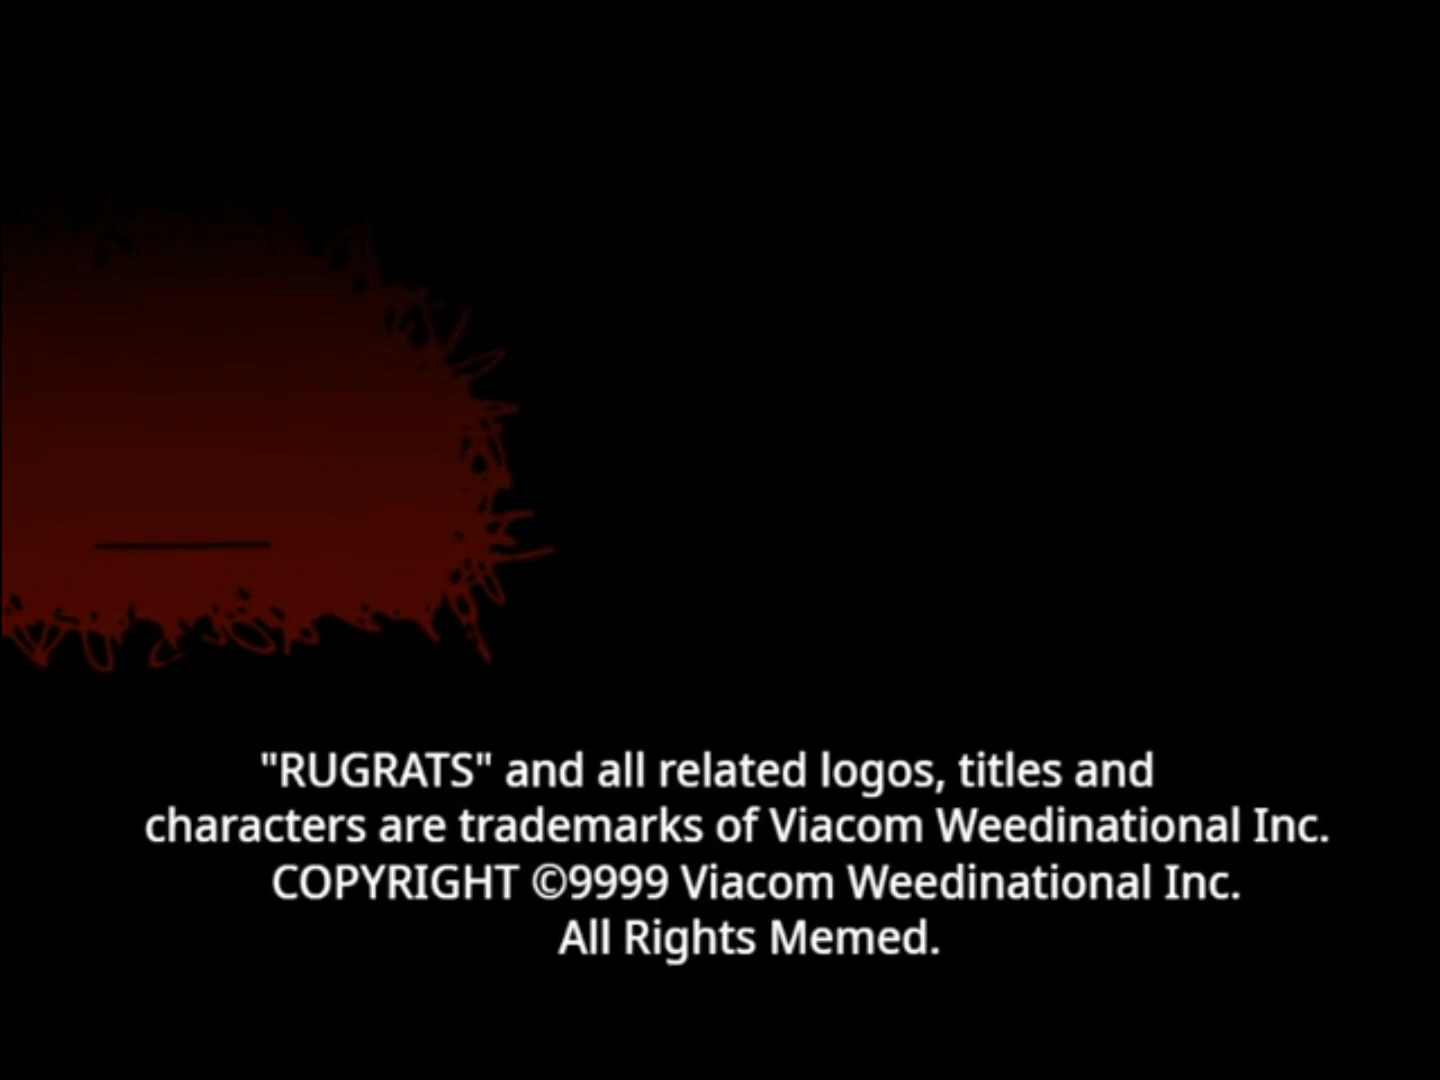 "RUGRATS" and all related logos, titles and
characters are trademarks of Viacom Weedinational Inc.
COPYRIGHT ©9999 Viacom Weedinational Inc.
All Rights Memed.